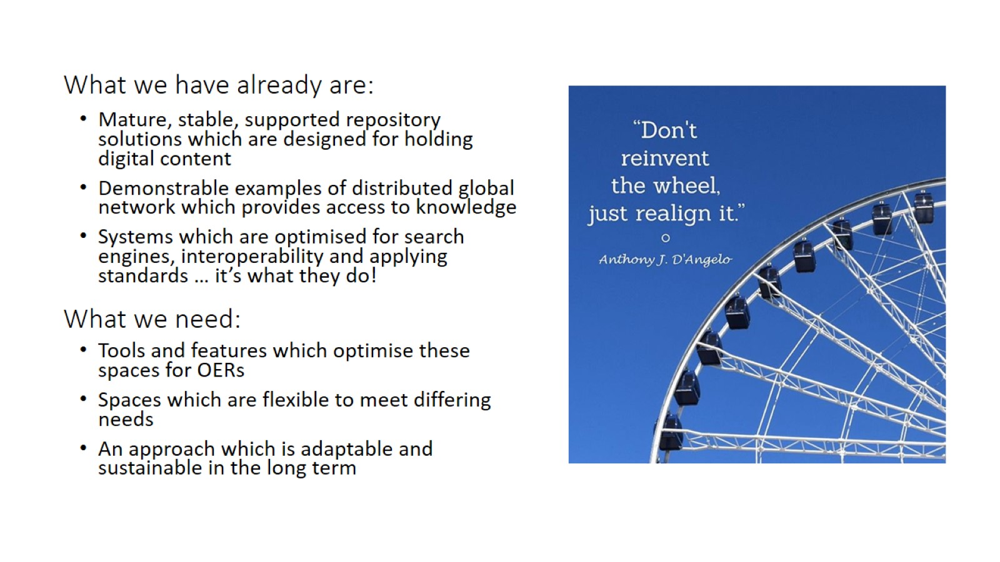 What we have already are:
• Mature, stable, supported repository
solutions which are designed for holding
digital content
• Demonstrable examples of distributed global
network which provides access to knowledge
• Systems which are optimised for search
engines, interoperability and applying
standards … it’s what they do!
What we need:
• Tools and features which optimise these
spaces for OERs
• Spaces which are flexible to meet differing
needs
• An approach which is adaptable and
sustainable in the long term
“Don't
reinvent
the wheel,
just realign it.”
Anthony J. D'Angelo